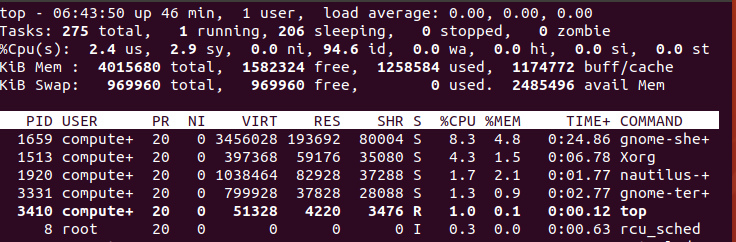 top - 06:43:50 up 46 min,  1 user,  load average: 0.00, 0.00, 0.00
Tasks: 275 total,   1 running, 206 sleeping,   0 stopped,   0 zombie
%Cpu(s):  2.4 us,  2.9 sy,  0.0 ni, 94.6 id,  0.0 wa,  0.0 hi,  0.0 si,  0.0 st
KiB Mem :  4015680 total,  1582324 free,  1258584 used,  1174772 buff/cache
KiB Swap:   969960 total,   969960 free,        0 used.  2485496 avail Mem
PID USER      PR  NI    VIRT    RES    SHR S  %CPU %MEM     TIME+ COMMAND
1659 compute+  20   0 3456028 193692  80004 S   8.3  4.8   0:24.86 gnome-she+
1513 compute+  20   0  397368  59176  35080 S   4.3  1.5   0:06.78 Xorg
1920 compute+  20   0 1038464  82928  37288 S   1.7  2.1   0:01.77 nautilus-+
3331 compute+  20   0  799928  37828  28088 S   1.3  0.9   0:02.77 gnome-ter+
3410 compute+  20   0   51328   4220   3476 R   1.0  0.1   0:00.12 top
8 root      20   0       0      0      0 I   0.3  0.0   0:00.63 rcu_sched